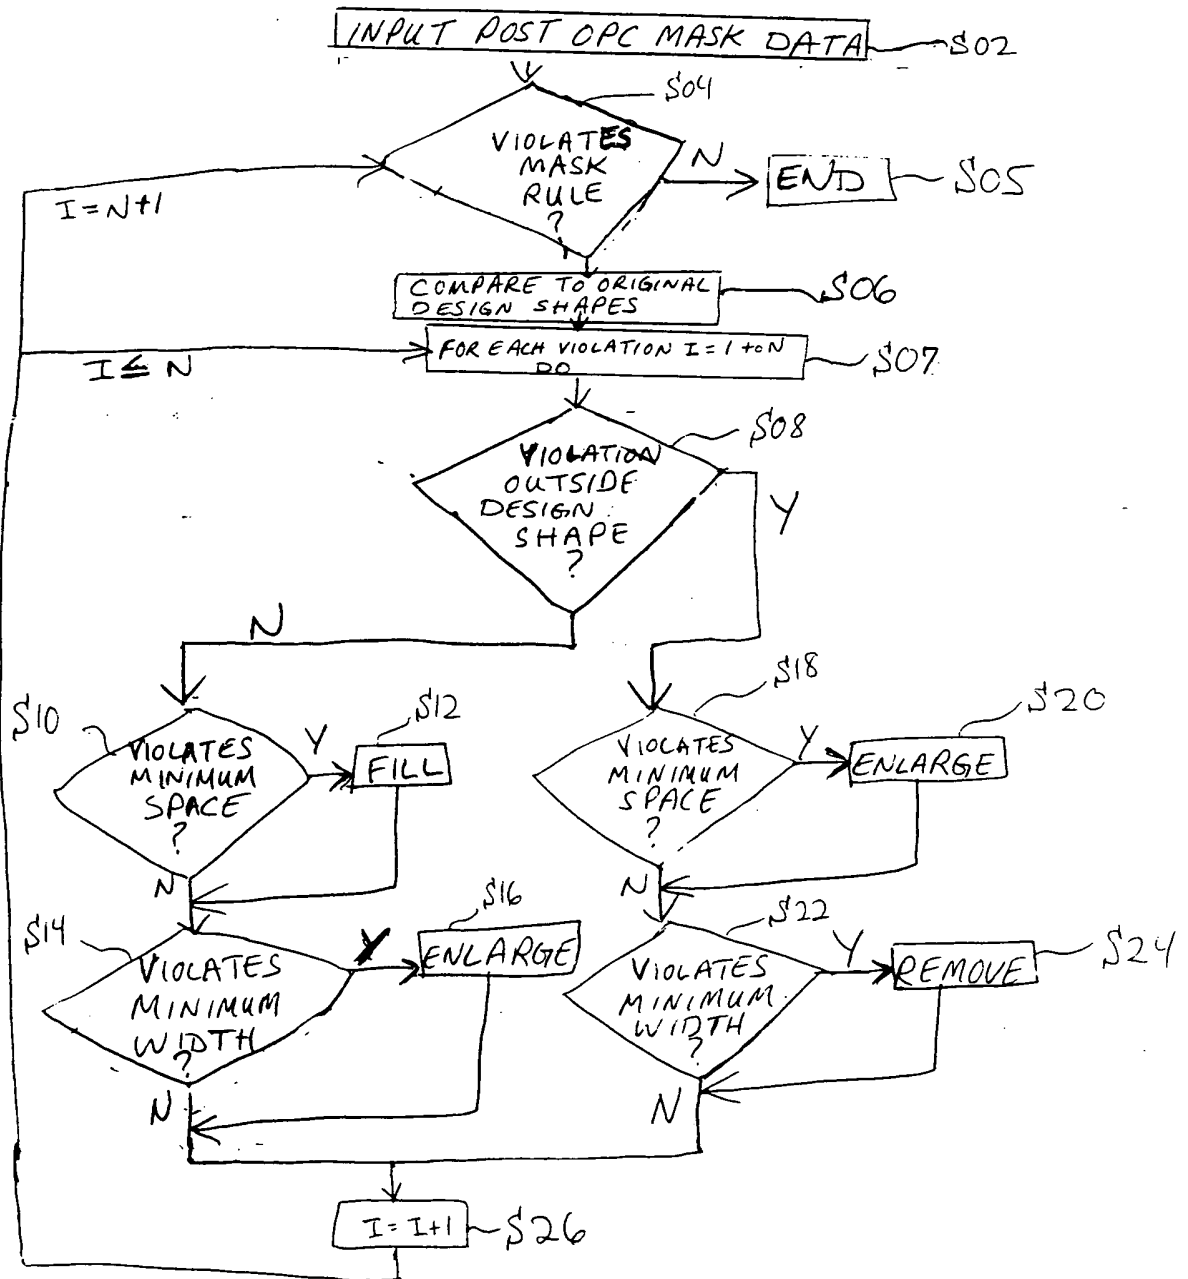 INPUT POST OPC MASK DATA
S02
S04
VIOLATES
MASK
RULE
?
N
END
S05
I=N+1
COMPARE TO ORIGINAL
DESIGN SHAPES
S06
FOR EACH VIOLATION I=1 to N
DO
S07
I≤N
S08
VIOLATION
OUTSIDE
DESIGN
SHAPE
?
Y
N
S10
VIOLATES
MINIMUM
SPACE
?
Y
S12
FILL
N
S18
VIOLATES
MINIMUM
SPACE
?
Y
S20
ENLARGE
N
S14
VIOLATES
MINIMUM
WIDTH
?
Y
S16
ENLARGE
N
S22
VIOLATES
MINIMUM
WIDTH
?
Y
S24
REMOVE
N
I=I+1
S26